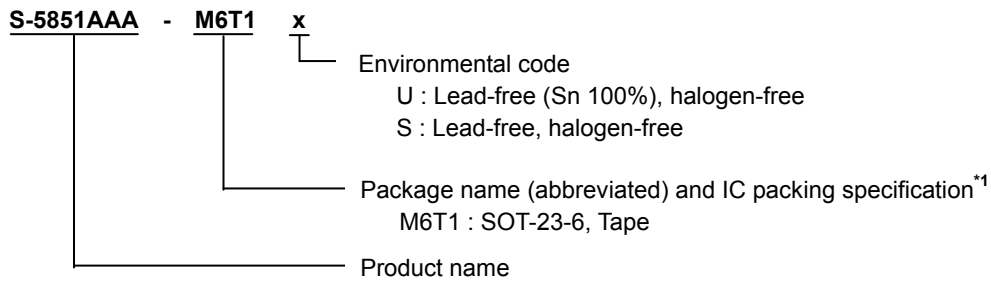 S-5851AAA - M6T1 x
Environmental code
U : Lead-free (Sn 100%), halogen-free
S : Lead-free, halogen-free
Package name (abbreviated) and IC packing specification*1
M6T1 : SOT-23-6, Tape
Product name